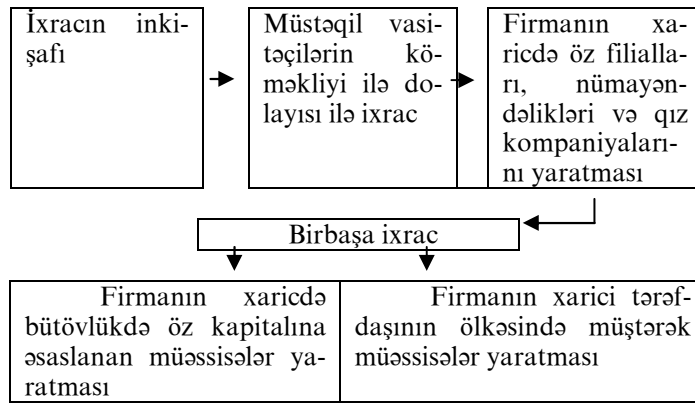 İxracın inki-
şafı
Müstəqil vasi-
təçilərin kö-
məkliyi ilə do-
layısı ilə ixrac
Firmanın xa-
ricdə öz filialla-
rı, nümayən-
dəlikləri və qız
kompaniyaları-
nı yaratması
Birbaşa ixrac
Firmanın xaricdə
bütövlükdə öz kapitalına
əsaslanan müəssisələr ya-
ratması
Firmanın xarici tərəf-
daşının ölkəsində müştərək
müəssisələr yaratması